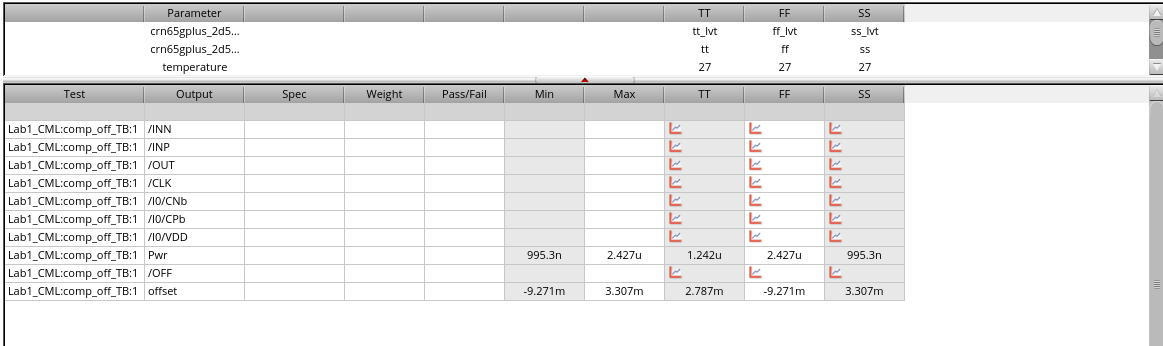 Parameter TT FF SS
crn65gplus_2d5... tt_lvt ff_lvt ss_lvt
crn65gplus_2d5... tt ff ss
temperature 27 27 27
Test Output Spec Weight Pass/Fail Min Max TT FF SS
Lab1_CML:comp_off_TB:1 /INN
Lab1_CML:comp_off_TB:1 /INP
Lab1_CML:comp_off_TB:1 /OUT
Lab1_CML:comp_off_TB:1 /CLK
Lab1_CML:comp_off_TB:1 /I0/CNb
Lab1_CML:comp_off_TB:1 /I0/CPb
Lab1_CML:comp_off_TB:1 /I0/VDD
Lab1_CML:comp_off_TB:1 Pwr 995.3n 2.427u 1.242u 2.427u 995.3n
Lab1_CML:comp_off_TB:1 /OFF
Lab1_CML:comp_off_TB:1 offset -9.271m 3.307m 2.787m -9.271m 3.307m